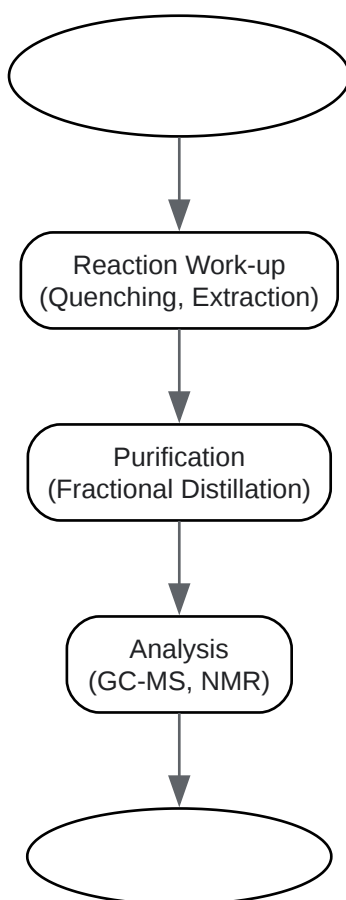 Reaction Work-up
(Quenching, Extraction)
Purification
(Fractional Distillation)
Analysis
(GC-MS, NMR)